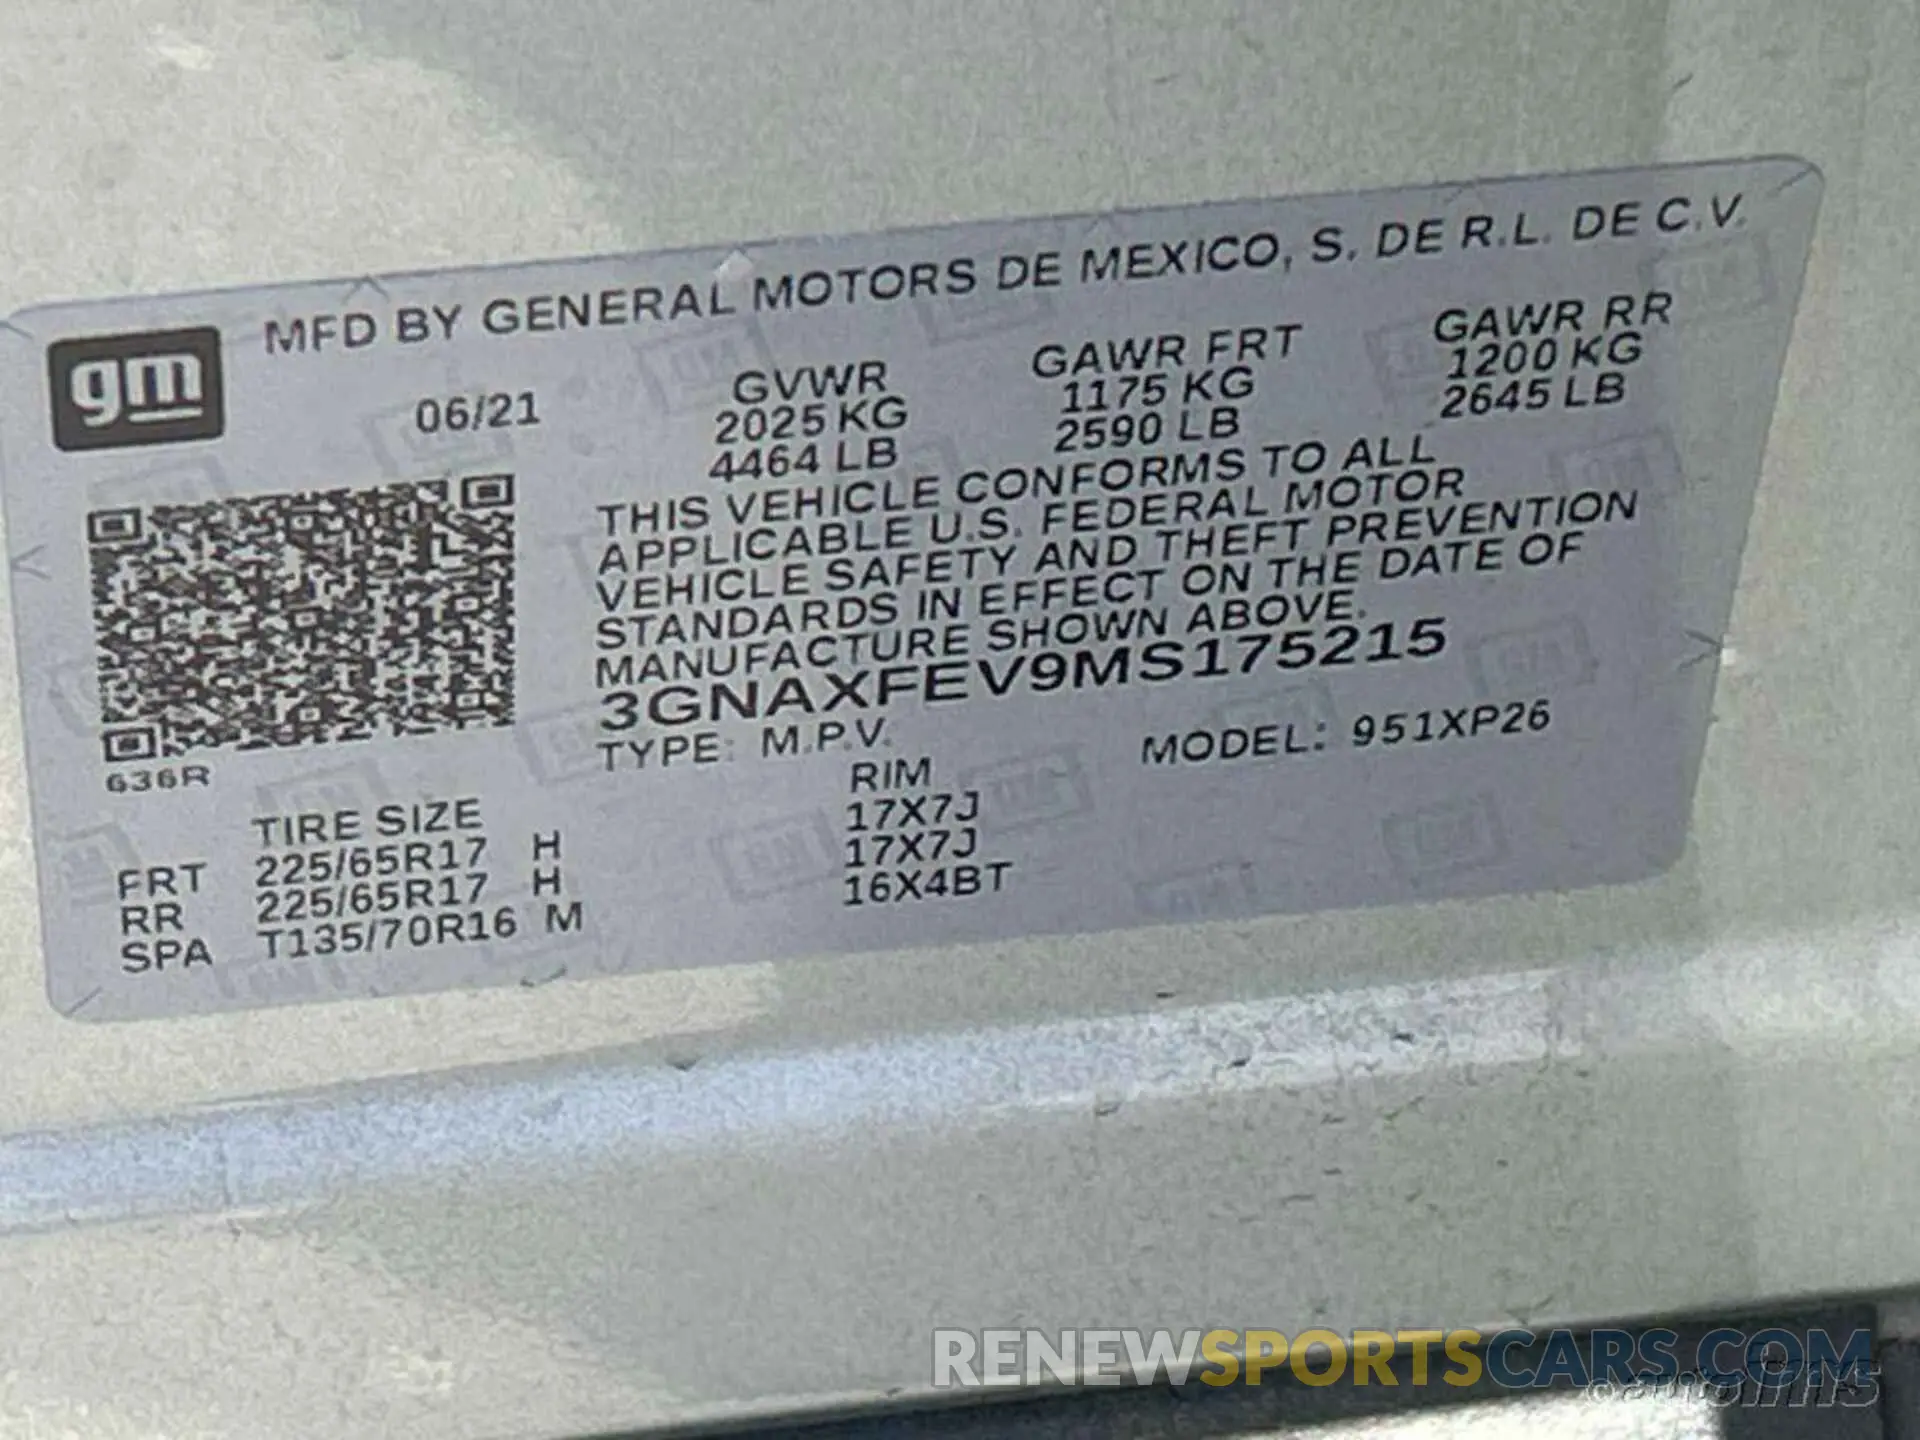 MFD BY GENERAL MOTORS DE MEXICO, S. DE R.L. DE C.V.
gm
06/21
GVWR GAWR FRT GAWR RR
2025 KG 1175 KG 1200 KG
4464 LB 2590 LB 2645 LB
THIS VEHICLE CONFORMS TO ALL
APPLICABLE U.S. FEDERAL MOTOR
VEHICLE SAFETY AND THEFT PREVENTION
STANDARDS IN EFFECT ON THE DATE OF
MANUFACTURE SHOWN ABOVE.
3GNAXFEV9MS175215
TYPE: M.P.V. MODEL: 951XP26
636R
TIRE SIZE RIM
FRT 225/65R17 H 17X7J
RR 225/65R17 H 17X7J
SPA T135/70R16 M 16X4BT
RENEWSPORTSCARS.COM